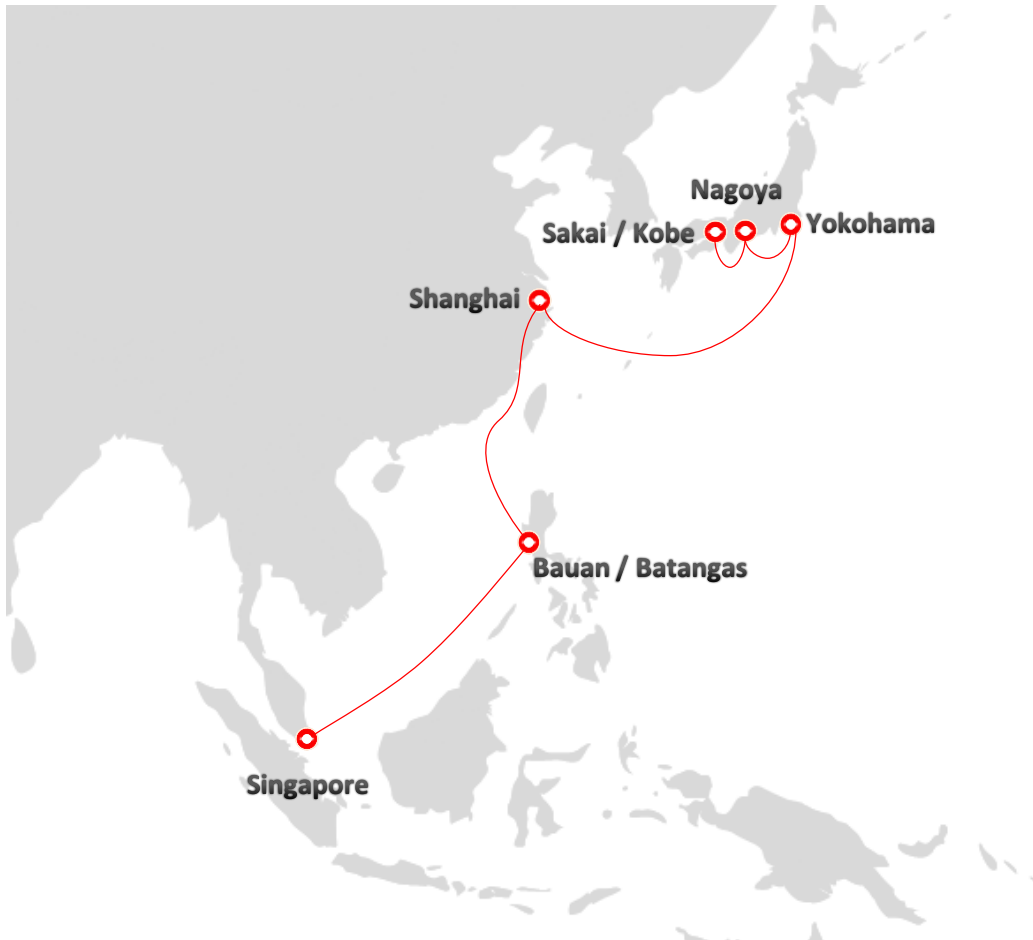 Nagoya
Sakai / Kobe
Yokohama
Shanghai
Bauan / Batangas
Singapore